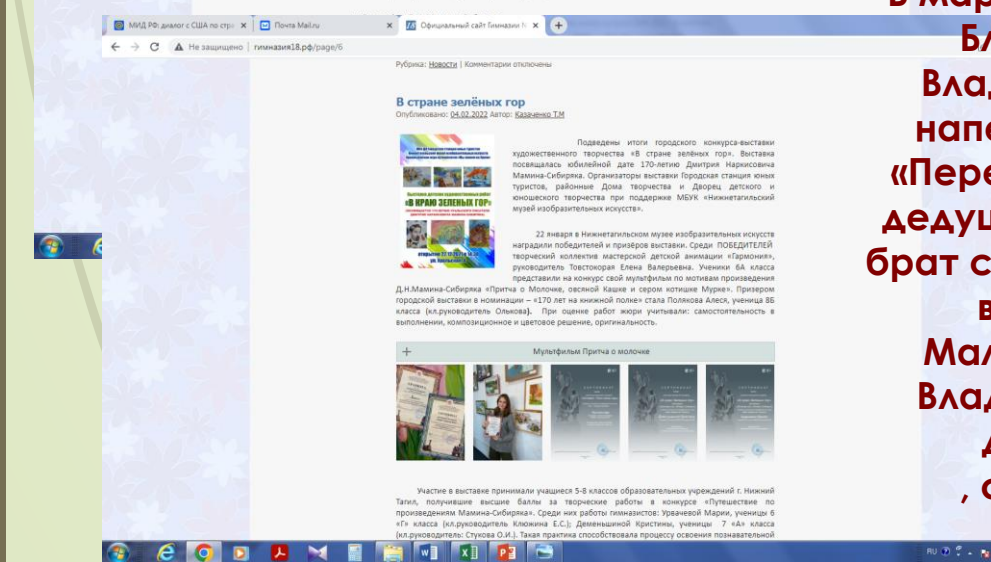 МИД РФ: диалог с США по стра
Почта Mail.ru
Официальный сайт Гимназии №
Не защищено | гимназия18.рф/page/6
Рубрика: Новости | Комментарии отключены
В стране зелёных гор
Опубликовано: 04.02.2022 Автор: Казаченко Т.М
«В КРАЮ ЗЕЛЕНЫХ ГОР»
Подведены итоги городского конкурса-выставки
художественного творчества «В стране зелёных гор». Выставка
посвящалась юбилейной дате 170-летию Дмитрия Наркисовича
Мамина-Сибиряка. Организаторы выставки Городская станция юных
туристов, районные Дома творчества и Дворец детского и
юношеского творчества при поддержке МБУК «Нижнетагильский
музей изобразительных искусств».
22 января в Нижнетагильском музее изобразительных искусств
наградили победителей и призёров выставки. Среди ПОБЕДИТЕЛЕЙ
творческий коллектив мастерской детской анимации «Гармония»,
руководитель Товстокорая Елена Валерьевна. Ученики 6А класса
представили на конкурс свой мультфильм по мотивам произведения
Д.Н.Мамина-Сибиряка «Притча о Молочке, овсяной Кашке и сером котишке Мурке». Призером
городской выставки в номинации – «170 лет на книжной полке» стала Полякова Алеся, ученица 8Б
класса (кл.руководитель Олькова). При оценке работ жюри учитывали: самостоятельность в
выполнении, композиционное и цветовое решение, оригинальность.
Мультфильм Притча о молочке
Участие в выставке принимали учащиеся 5-8 классов образовательных учреждений г. Нижний
Тагил, получившие высшие баллы за творческие работы в конкурсе «Путешествие по
произведениям Мамина-Сибиряка». Среди них работы гимназистов: Урвачевой Марии, ученицы 6
«Г» класса (кл.руководитель Клюжина Е.С.); Деменьшиной Кристины, ученицы 7 «А» класса
(кл.руководитель: Стукова О.И.). Такая практика способствовала процессу освоения познавательной
RU
В мар
Бл
Влад
напе
«Пере
дедуш
брат с
в
Мал
Влад
д
, с